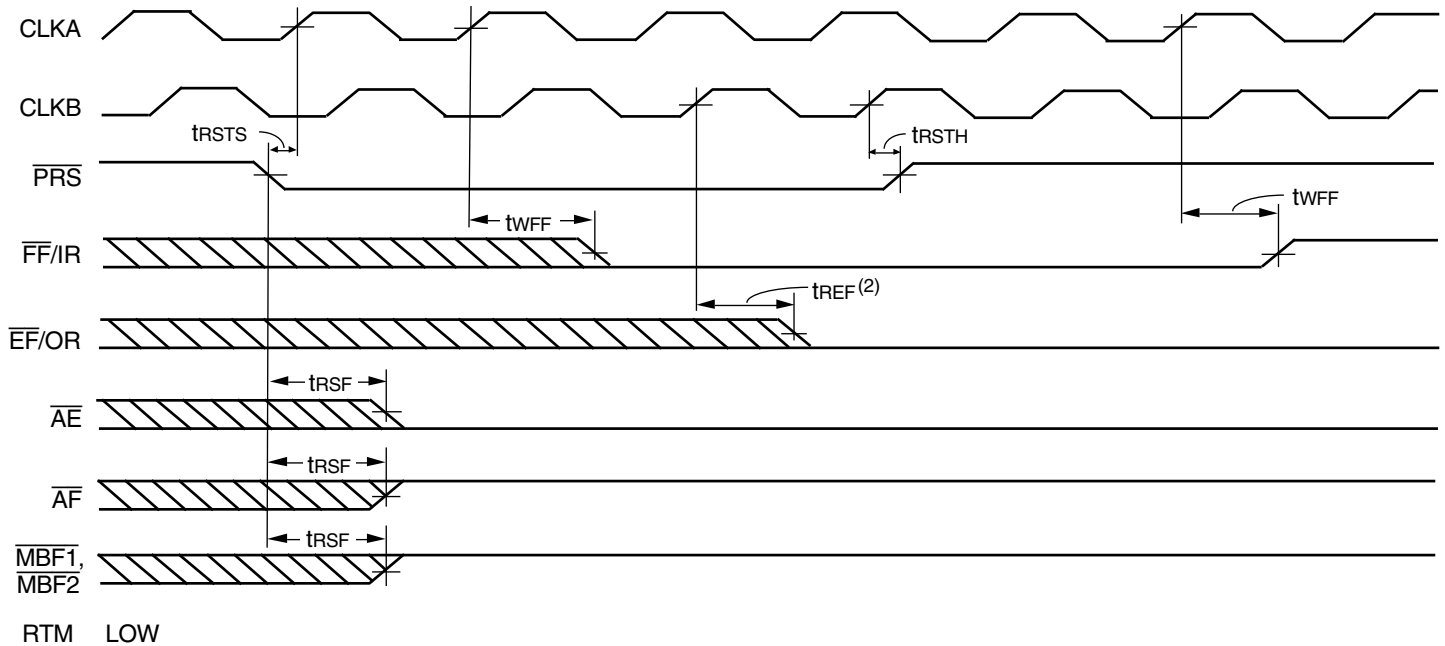 CLKA
CLKB
tRSTS
tRSTH
PRS
tWFF
tWFF
FF/IR
tREF(2)
EF/OR
tRSF
AE
tRSF
AF
tRSF
MBF1,
MBF2
RTM LOW